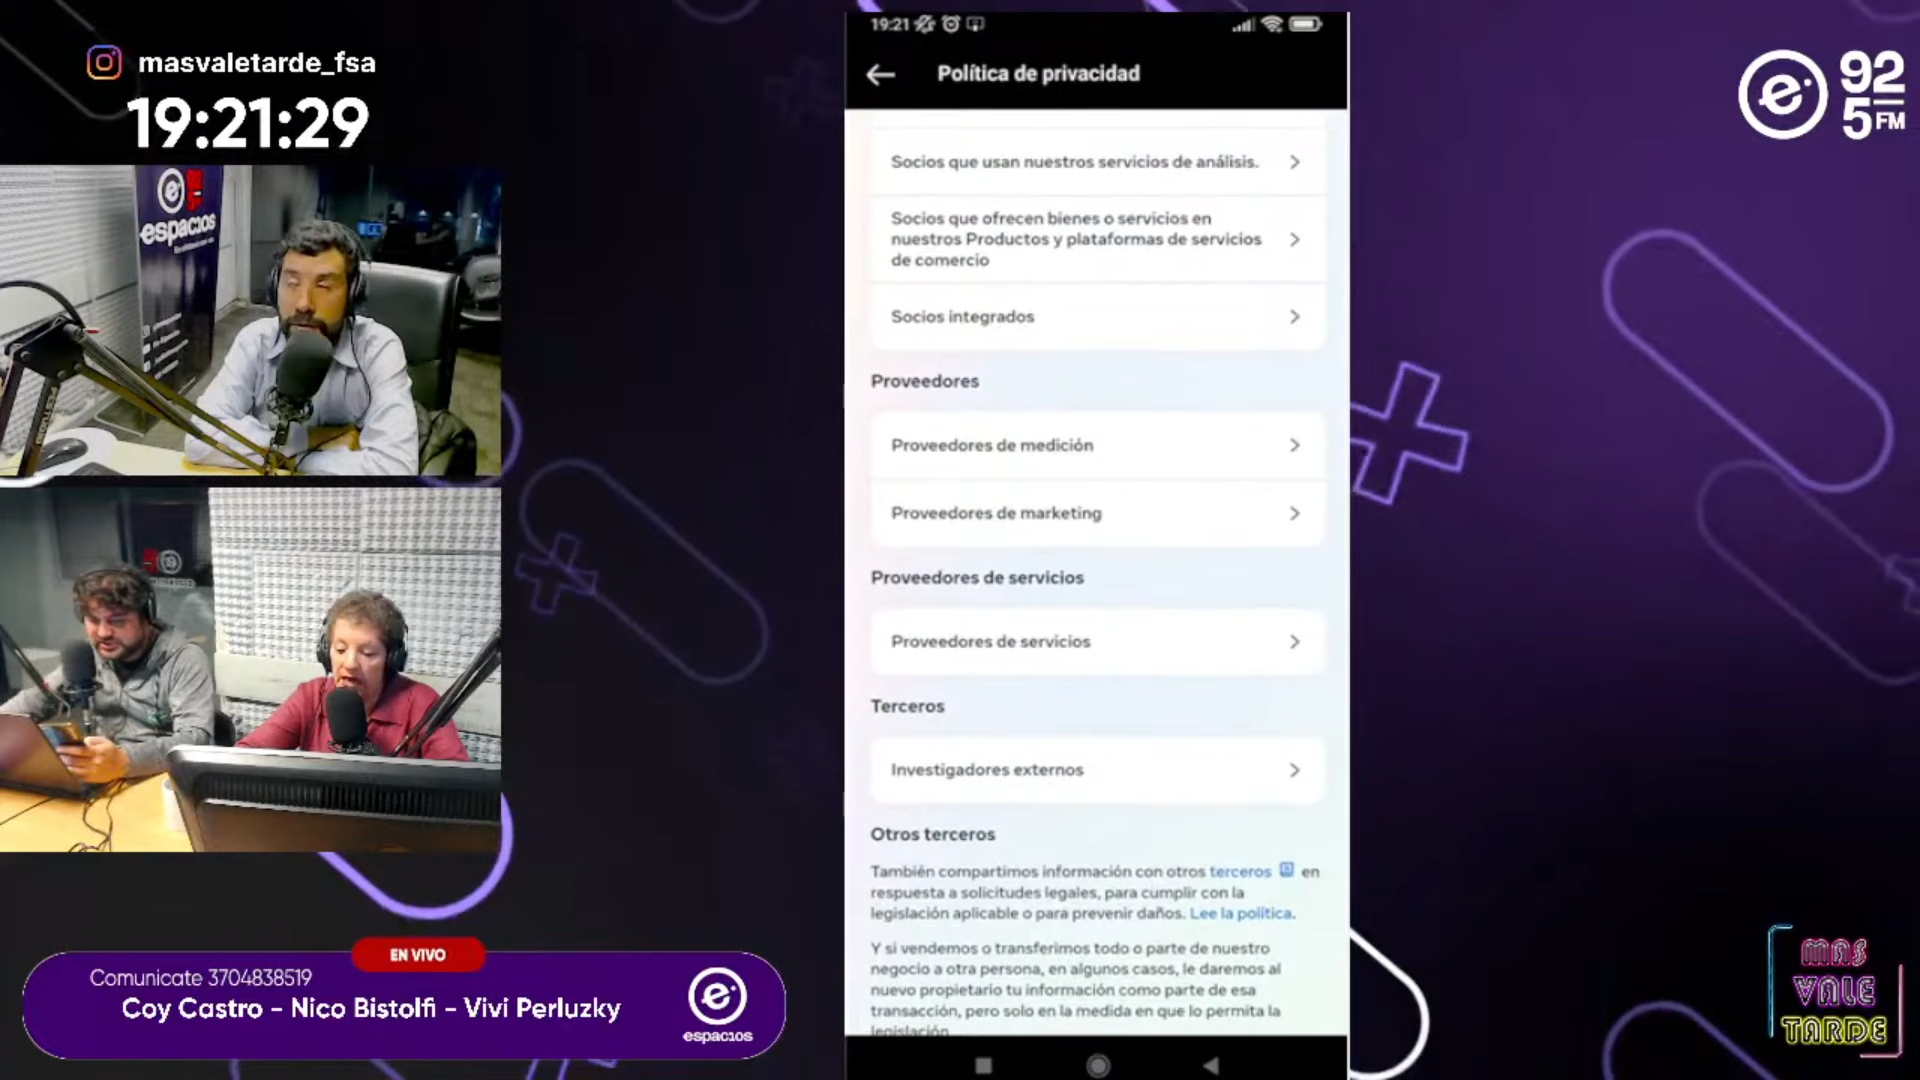 masvaletarde_fsa
19:21:29
espacios
92
5FM
19:21
Política de privacidad
Socios que usan nuestros servicios de análisis.
Socios que ofrecen bienes o servicios en
nuestros Productos y plataformas de servicios
de comercio
Socios integrados
Proveedores
Proveedores de medición
Proveedores de marketing
Proveedores de servicios
Proveedores de servicios
Terceros
Investigadores externos
Otros terceros
También compartimos información con otros terceros en
respuesta a solicitudes legales, para cumplir con la
legislación aplicable o para prevenir daños. Lee la política.
Y si vendemos o transferimos todo o parte de nuestro
negocio a otra persona, en algunos casos, le daremos al
nuevo propietario tu información como parte de esa
transacción, pero solo en la medida en que lo permita la
legislación
EN VIVO
Comunicate 3704838519
Coy Castro - Nico Bistolfi - Vivi Perluzky
espacios
MAS
VALE
TARDE